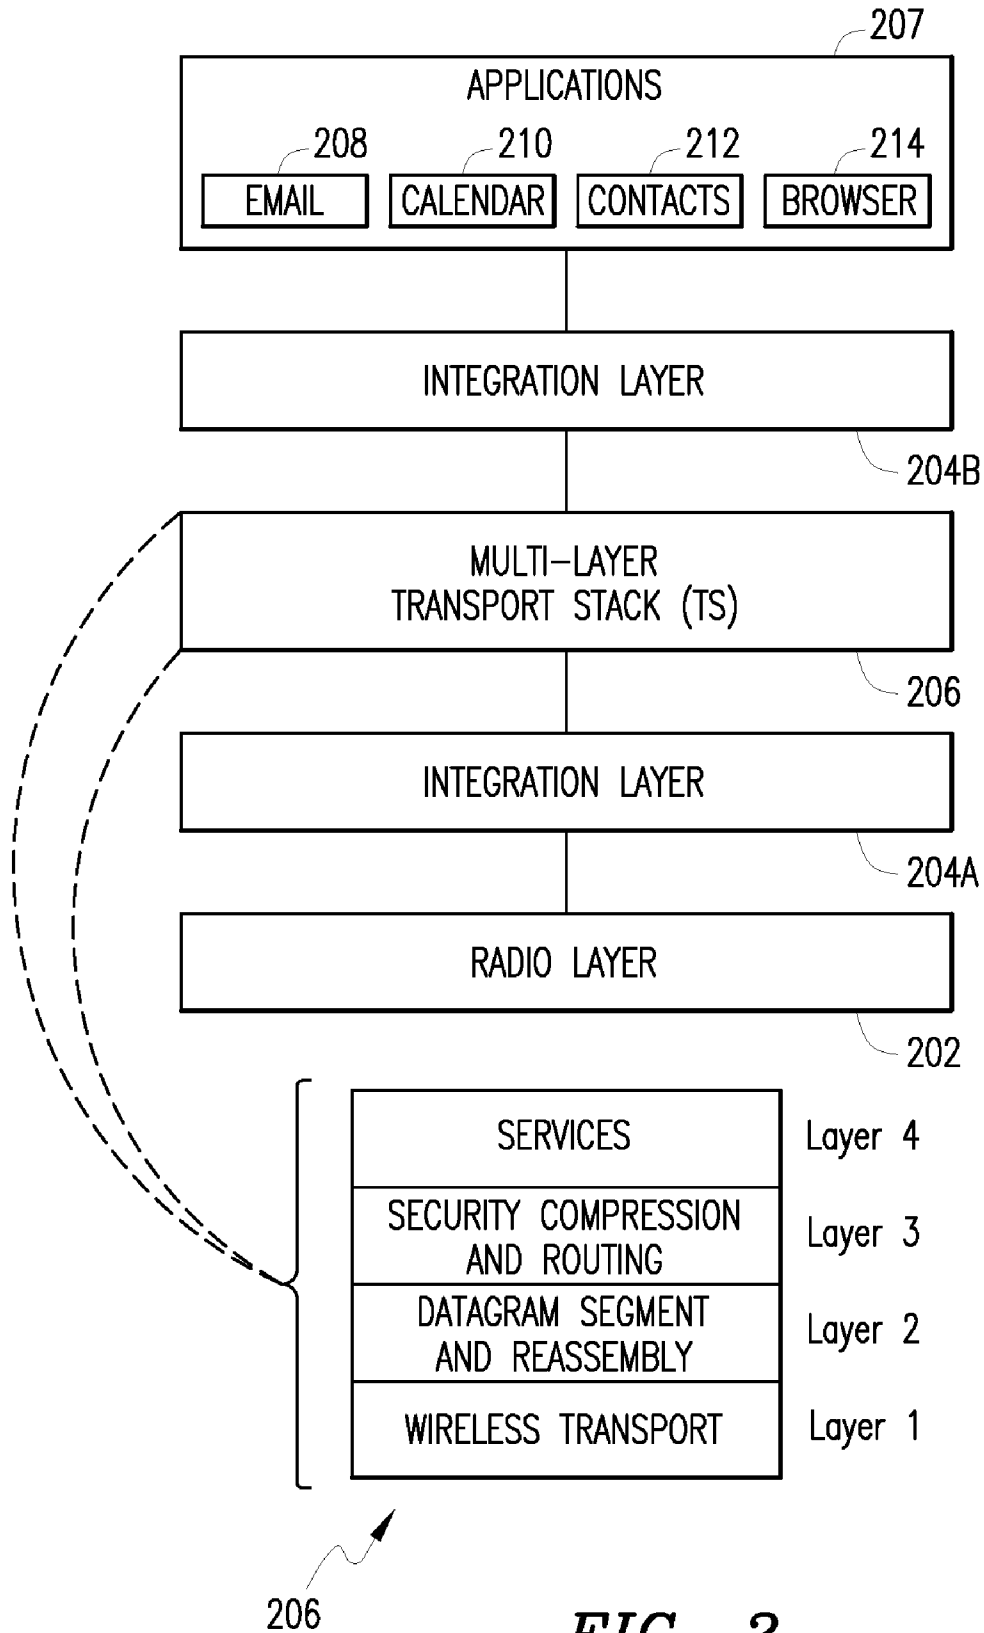 207
APPLICATIONS
208 210 212 214
EMAIL CALENDAR CONTACTS BROWSER
INTEGRATION LAYER
204B
MULTI-LAYER
TRANSPORT STACK (TS)
206
INTEGRATION LAYER
204A
RADIO LAYER
202
SERVICES Layer 4
SECURITY COMPRESSION
AND ROUTING Layer 3
DATAGRAM SEGMENT
AND REASSEMBLY Layer 2
WIRELESS TRANSPORT Layer 1
206
FIG.